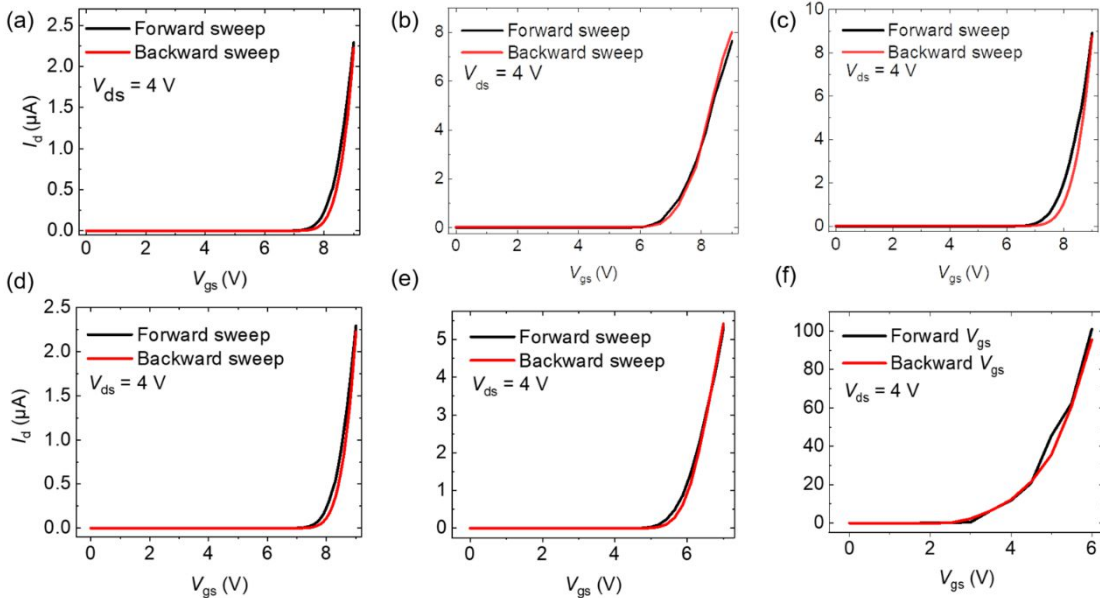 (a)
2.5
2.0
1.5
1.0
0.5
0.0
I_d (μA)
Forward sweep
Backward sweep
V_ds = 4 V
0 2 4 6 8
V_gs (V)
(b)
8
6
4
2
0
Forward sweep
Backward sweep
V_ds = 4 V
0 2 4 6 8
V_gs (V)
(c)
10
8
6
4
2
0
Forward sweep
Backward sweep
V_ds = 4 V
0 2 4 6 8
V_gs (V)
(d)
2.5
2.0
1.5
1.0
0.5
0.0
I_d (μA)
Forward sweep
Backward sweep
V_ds = 4 V
0 2 4 6 8
V_gs (V)
(e)
5
4
3
2
1
0
Forward sweep
Backward sweep
V_ds = 4 V
0 2 4 6
V_gs (V)
(f)
100
80
60
40
20
0
Forward V_gs
Backward V_gs
V_ds = 4 V
0 2 4 6
V_gs (V)